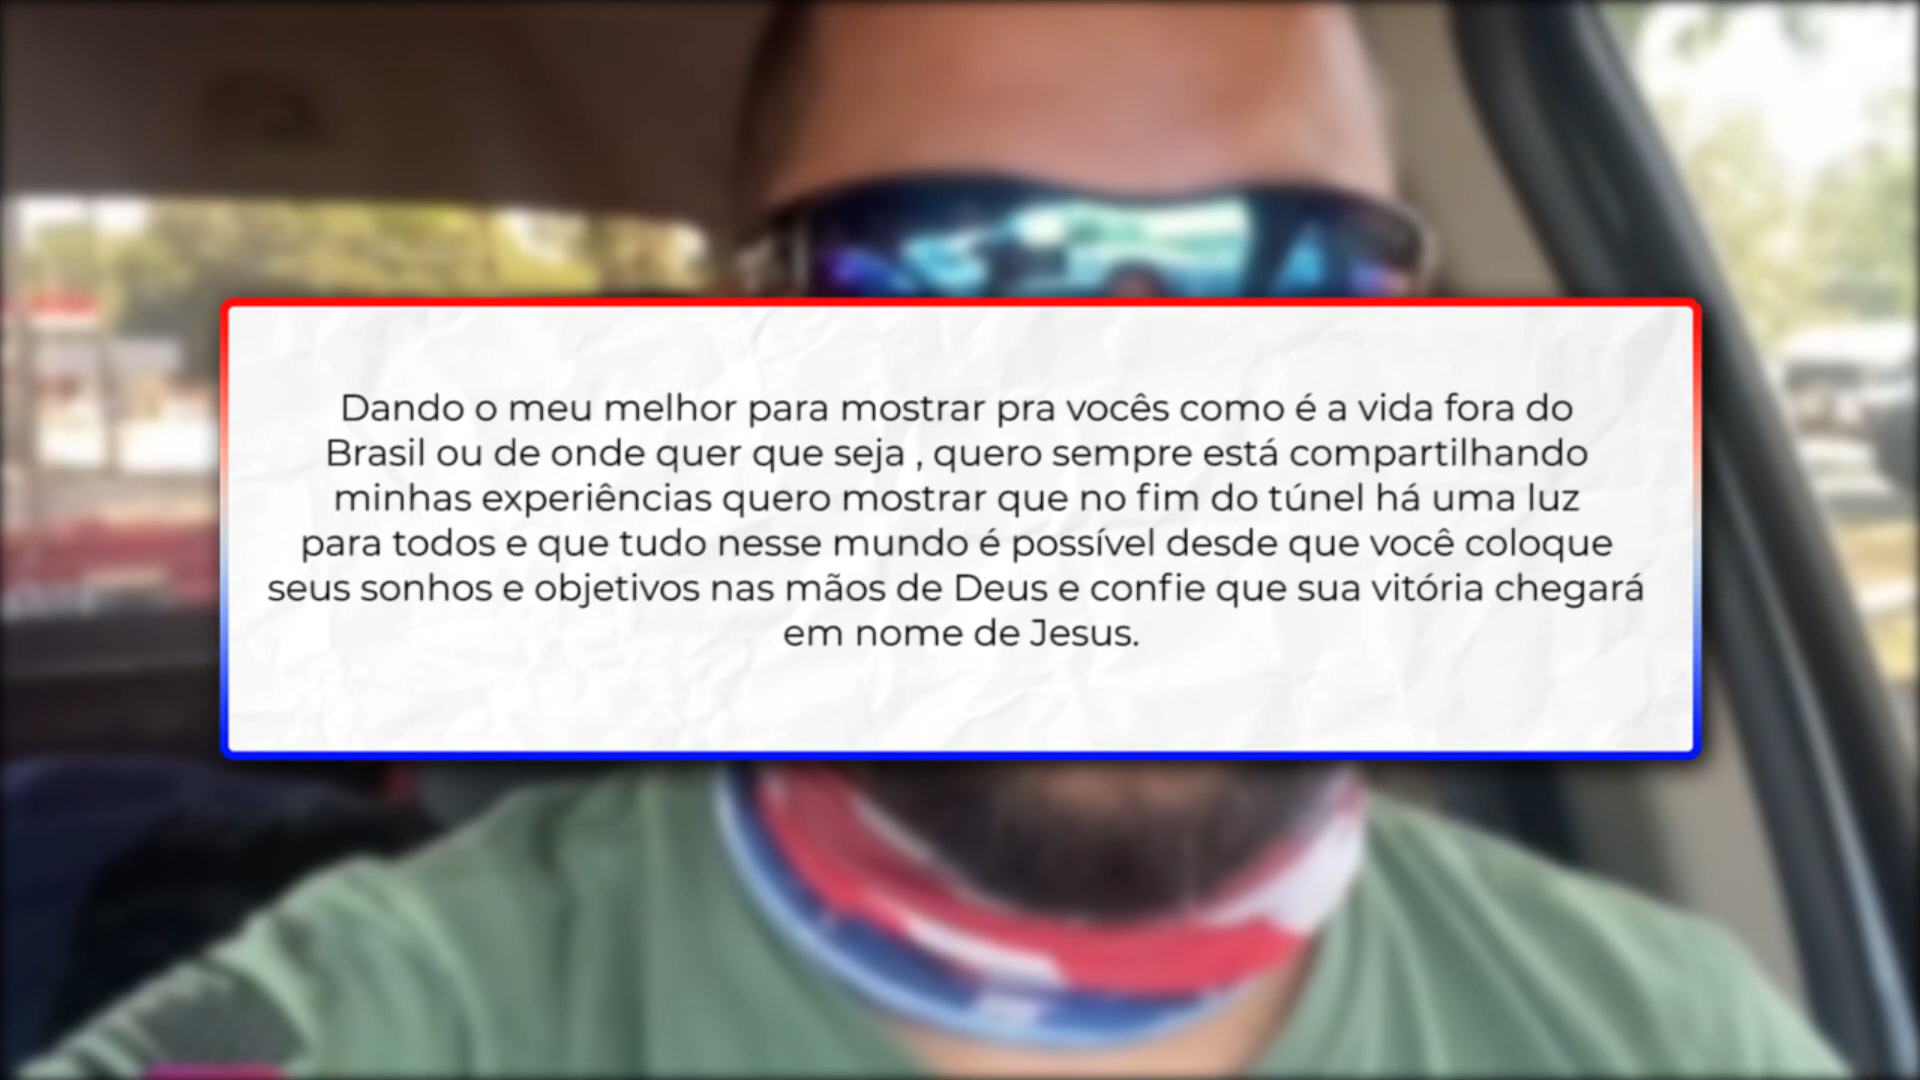 Dando o meu melhor para mostrar pra vocês como é a vida fora do
Brasil ou de onde quer que seja , quero sempre está compartilhando
minhas experiências quero mostrar que no fim do túnel há uma luz
para todos e que tudo nesse mundo é possível desde que você coloque
seus sonhos e objetivos nas mãos de Deus e confie que sua vitória chegará
em nome de Jesus.